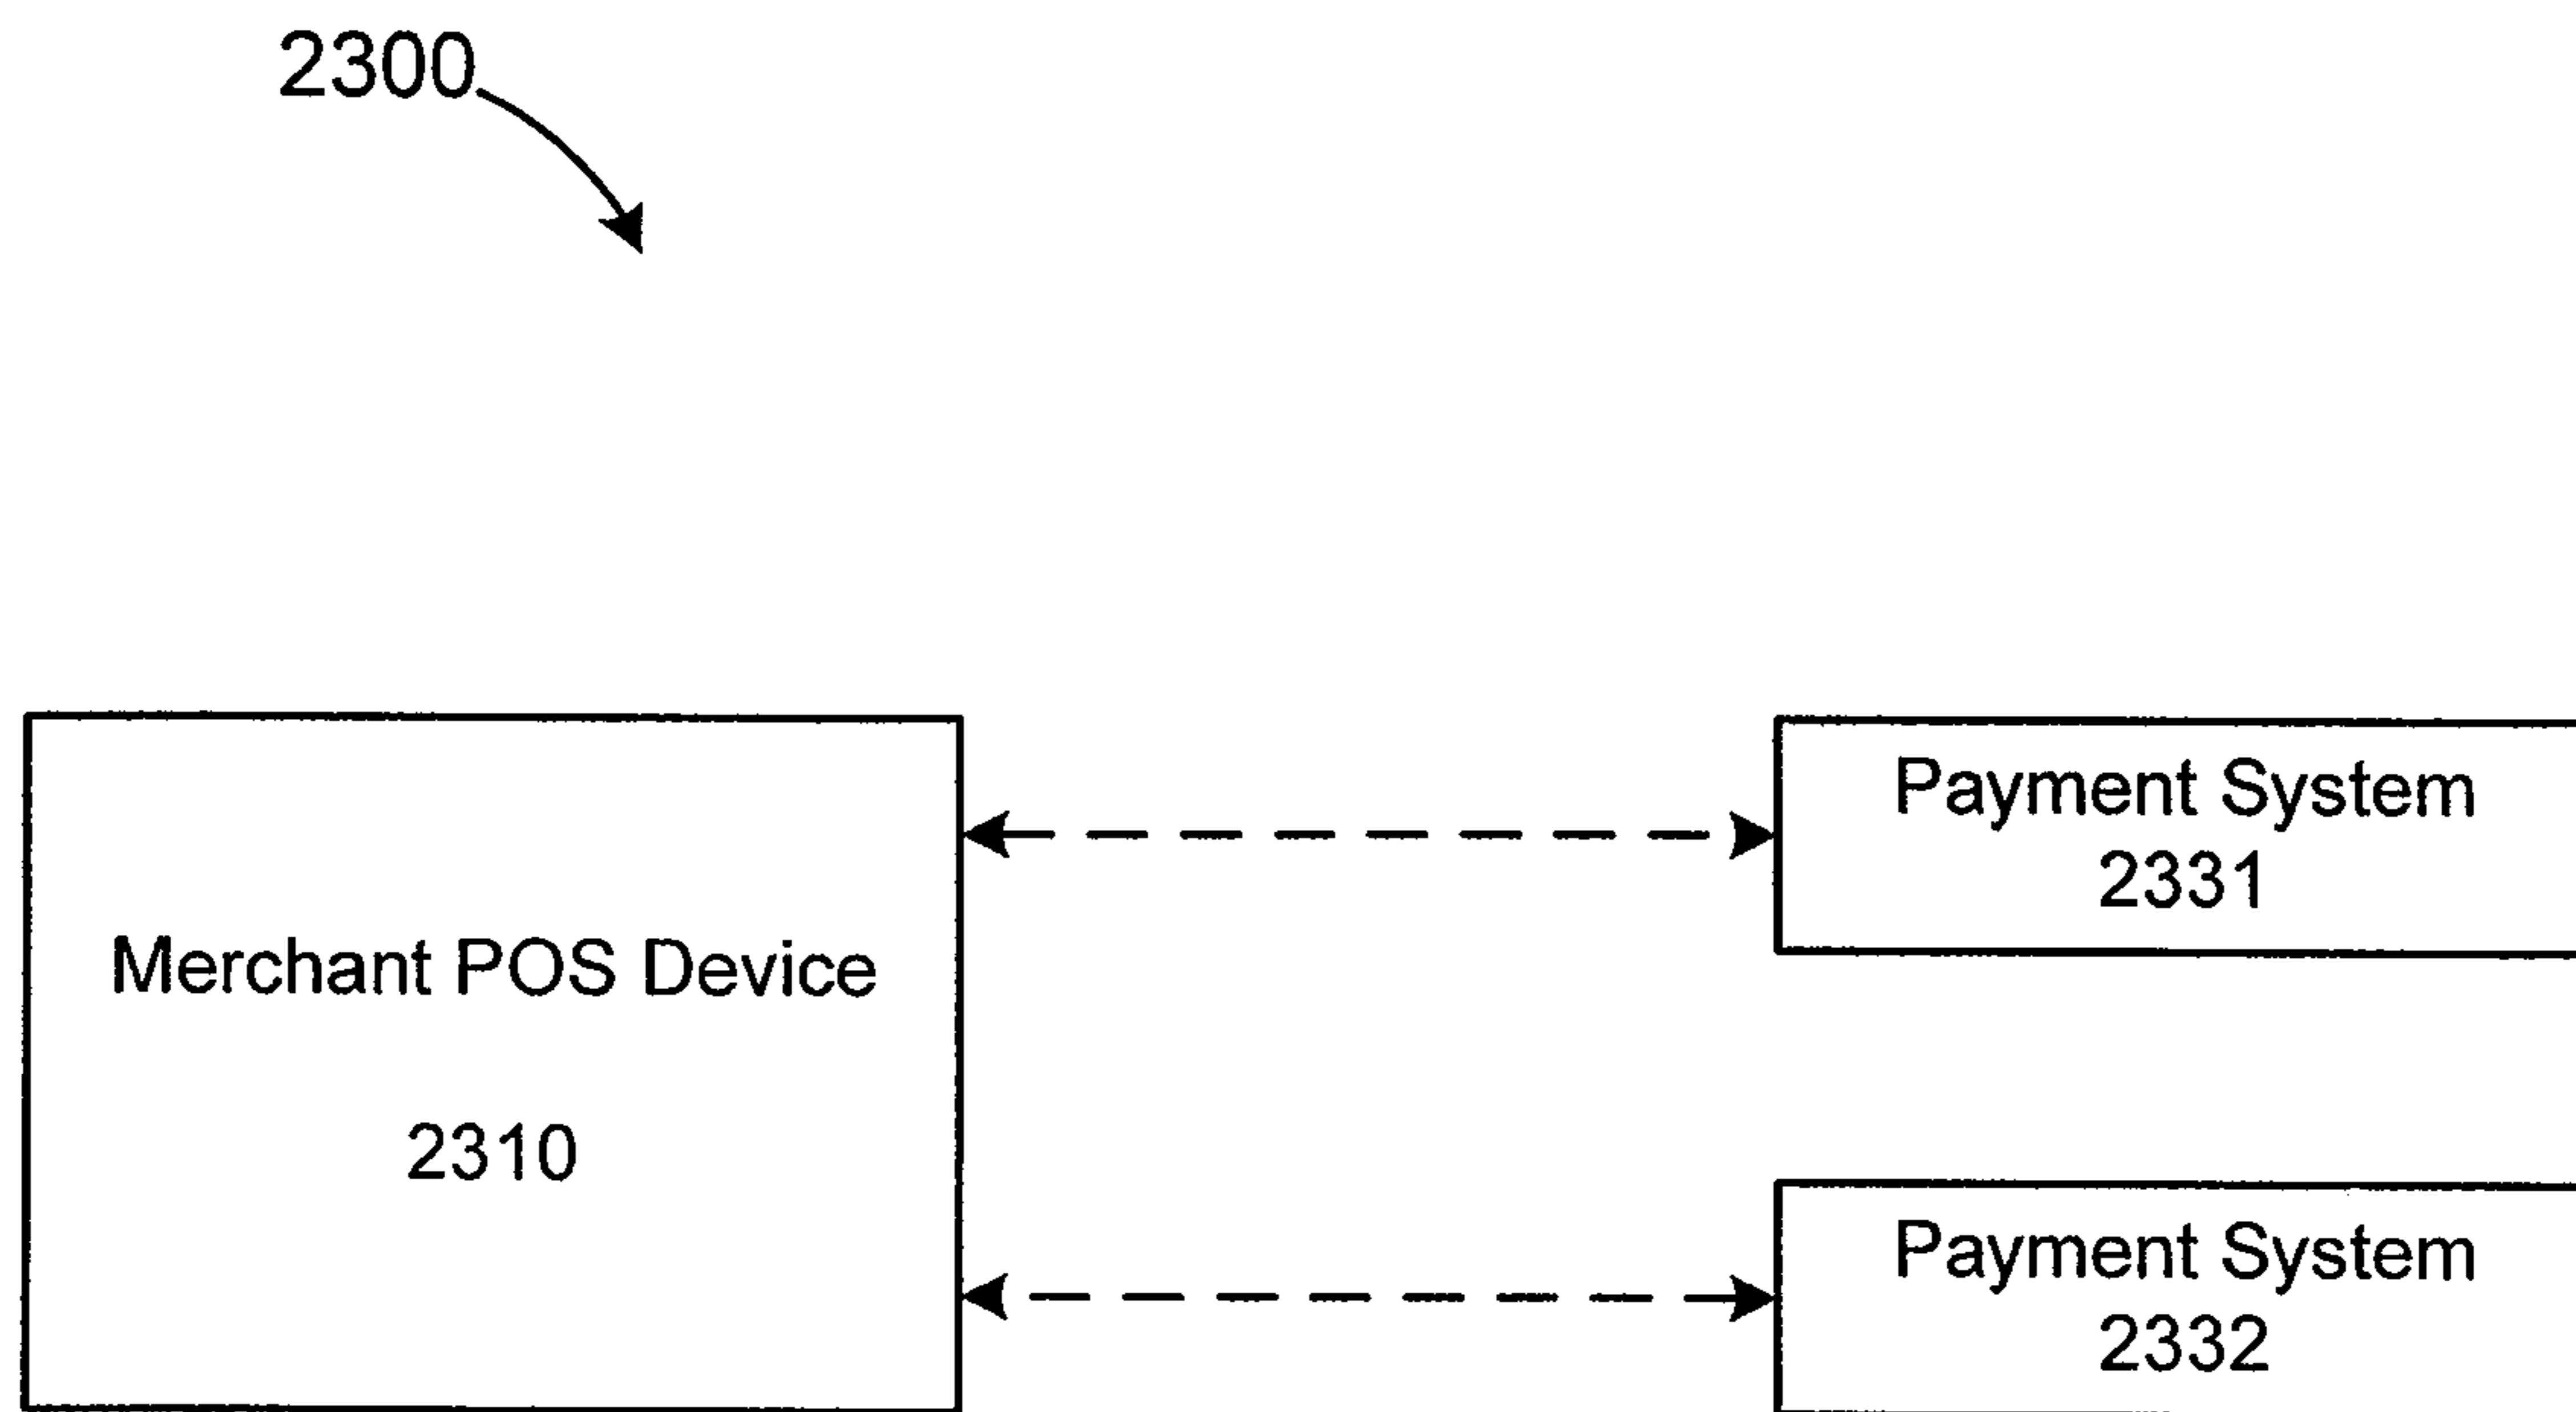 2300
Merchant POS Device
2310
Payment System
2331
Payment System
2332